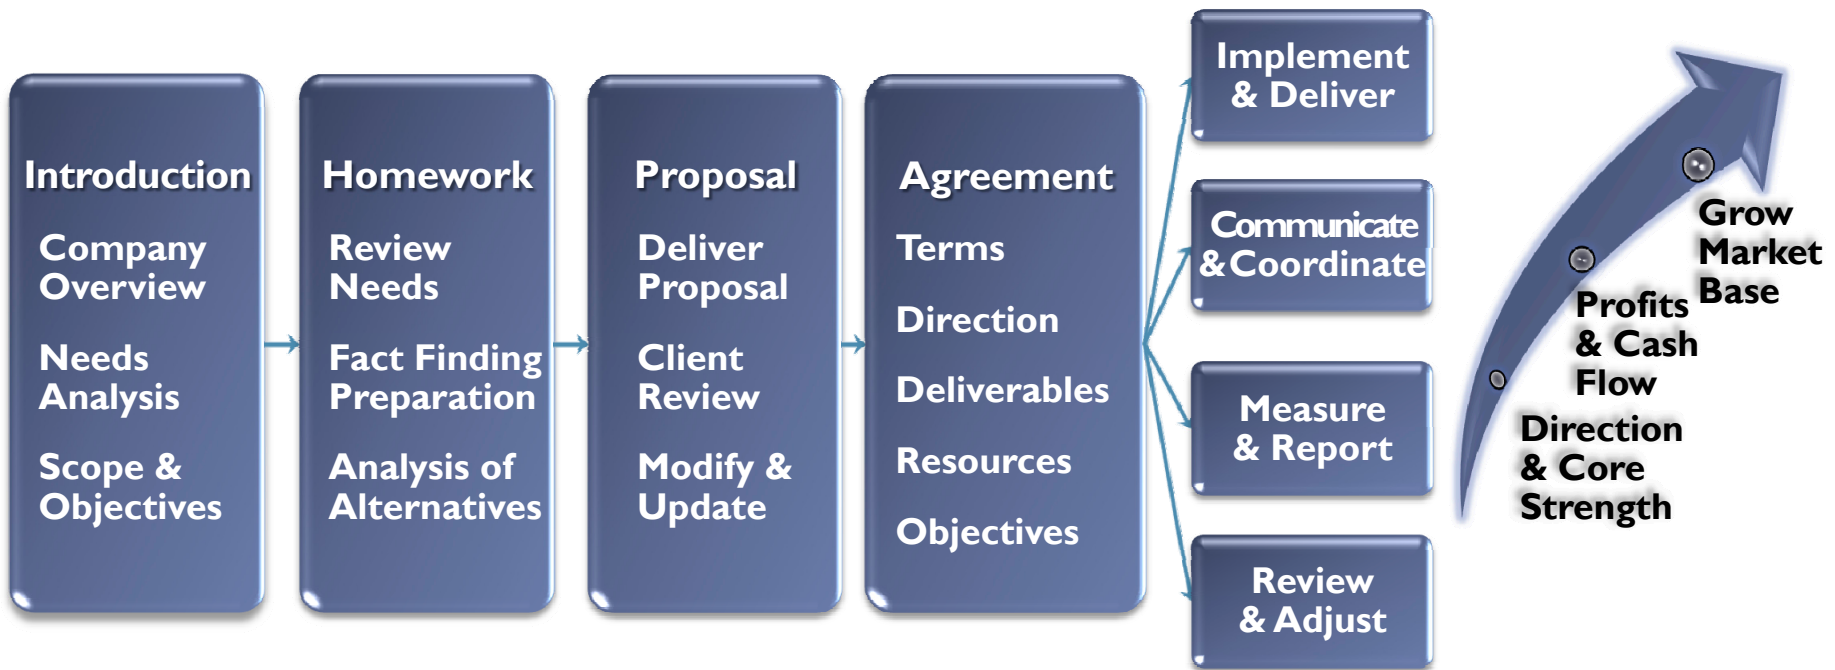 Introduction
Company
Overview
Needs
Analysis
Scope &
Objectives
Homework
Review
Needs
Fact Finding
Preparation
Analysis of
Alternatives
Proposal
Deliver
Proposal
Client
Review
Modify &
Update
Agreement
Terms
Direction
Deliverables
Resources
Objectives
Implement
& Deliver
Communicate
& Coordinate
Measure
& Report
Review
& Adjust
Grow
Market
Base
Profits
& Cash
Flow
Direction
& Core
Strength